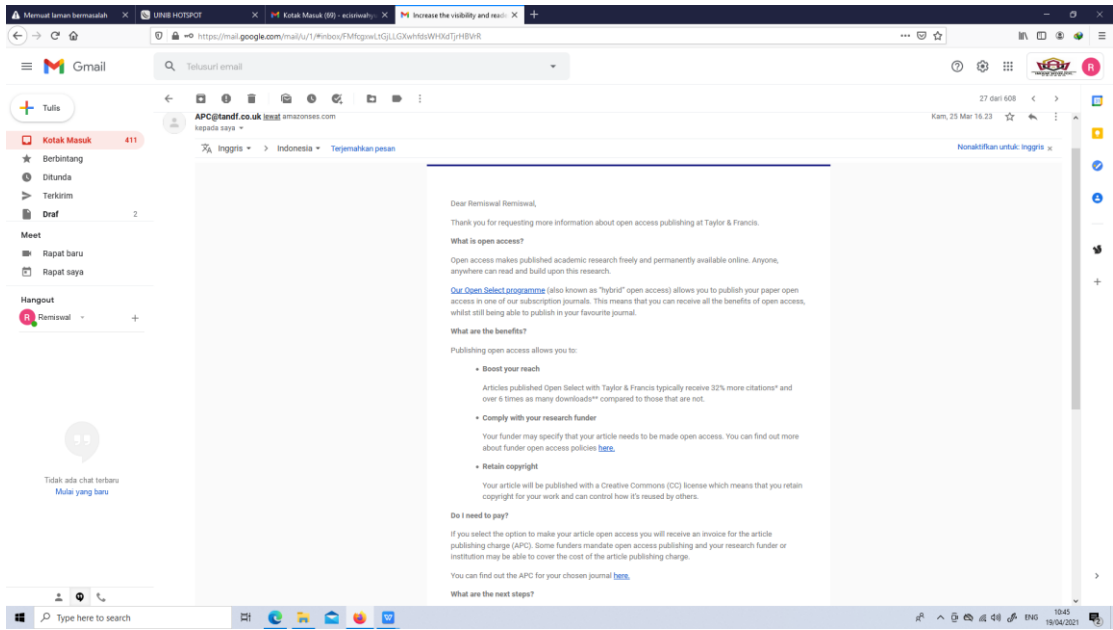 Memuat laman bermasalah
UINIB HOTSPOT
Kotak Masuk (69) - ecisriwahyu
Increase the visibility and reade
https://mail.google.com/mail/u/1/#inbox/FMfcgxwLtGjLLGXwhfdsWHXdTjrHBVrR
Gmail
Telusuri email
R
Tulis
27 dari 608
Kotak Masuk 411
Berbintang
Ditunda
Terkirim
Draf 2
Meet
Rapat baru
Rapat saya
Hangout
R Remiswal
Tidak ada chat terbaru
Mulai yang baru
APC@tandf.co.uk lewat amazonses.com
Kam, 25 Mar 16.23
kepada saya
Inggris > Indonesia Terjemahkan pesan
Nonaktifkan untuk: Inggris x
Dear Remiswal Remiswal,
Thank you for requesting more information about open access publishing at Taylor & Francis.
What is open access?
Open access makes published academic research freely and permanently available online. Anyone,
anywhere can read and build upon this research.
Our Open Select programme (also known as "hybrid" open access) allows you to publish your paper open
access in one of our subscription journals. This means that you can receive all the benefits of open access,
whilst still being able to publish in your favourite journal.
What are the benefits?
Publishing open access allows you to:
• Boost your reach
Articles published Open Select with Taylor & Francis typically receive 32% more citations* and
over 6 times as many downloads** compared to those that are not.
• Comply with your research funder
Your funder may specify that your article needs to be made open access. You can find out more
about funder open access policies here.
• Retain copyright
Your article will be published with a Creative Commons (CC) license which means that you retain
copyright for your work and can control how it's reused by others.
Do I need to pay?
If you select the option to make your article open access you will receive an invoice for the article
publishing charge (APC). Some funders mandate open access publishing and your research funder or
institution may be able to cover the cost of the article publishing charge.
You can find out the APC for your chosen journal here.
What are the next steps?
Type here to search
ENG
10:45
19/04/2021